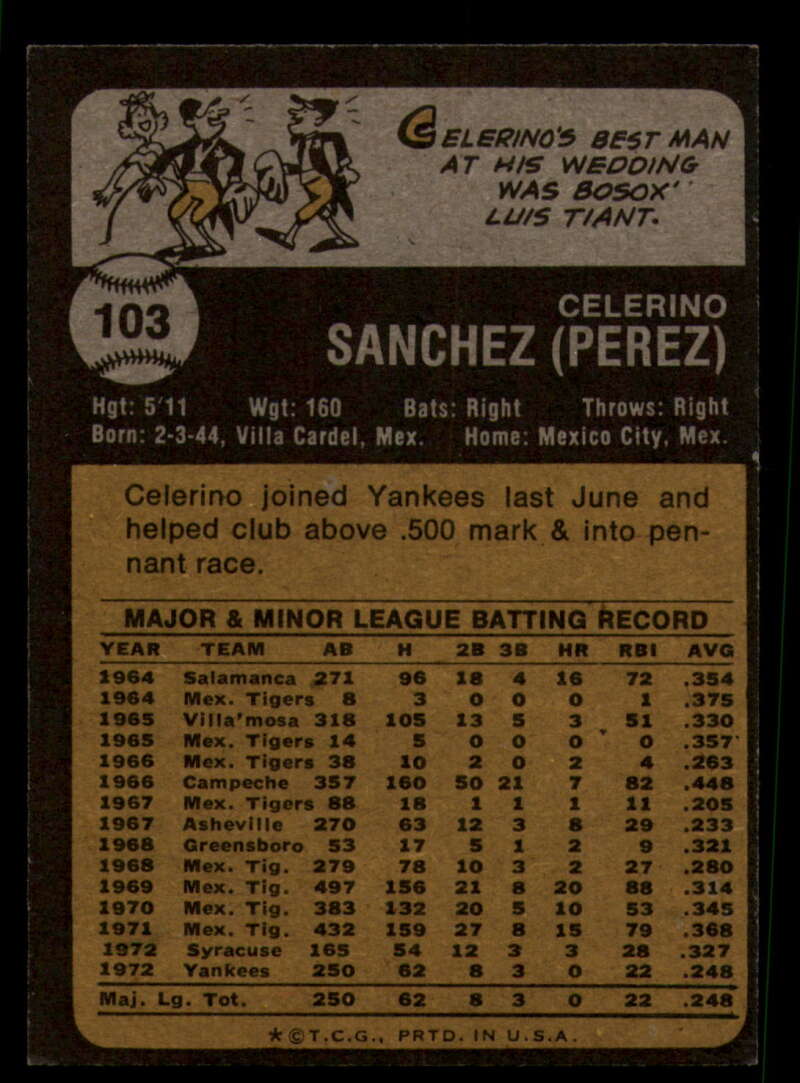 CELERINO'S BEST MAN
AT HIS WEDDING
WAS BOSOX'
LUIS TIANT.
103
CELERINO
SANCHEZ (PEREZ)
Hgt: 5'11 Wgt: 160 Bats: Right Throws: Right
Born: 2-3-44, Villa Cardel, Mex. Home: Mexico City, Mex.
Celerino joined Yankees last June and
helped club above .500 mark & into pen-
nant race.
MAJOR & MINOR LEAGUE BATTING RECORD
YEAR TEAM AB H 2B 3B HR RBI AVG
1964 Salamanca 271 96 18 4 16 72 .354
1964 Mex. Tigers 8 3 0 0 0 1 .375
1965 Villa'mosa 318 105 13 5 3 51 .330
1965 Mex. Tigers 14 5 0 0 0 0 .357
1966 Mex. Tigers 38 10 2 0 2 4 .263
1966 Campeche 357 160 50 21 7 82 .448
1967 Mex. Tigers 88 18 1 1 1 11 .205
1967 Asheville 270 63 12 3 8 29 .233
1968 Greensboro 53 17 5 1 2 9 .321
1968 Mex. Tig. 279 78 10 3 2 27 .280
1969 Mex. Tig. 497 156 21 8 20 88 .314
1970 Mex. Tig. 383 132 20 5 10 53 .345
1971 Mex. Tig. 432 159 27 8 15 79 .368
1972 Syracuse 165 54 12 3 3 28 .327
1972 Yankees 250 62 8 3 0 22 .248
Maj. Lg. Tot. 250 62 8 3 0 22 .248
*©T.C.G., PRTD. IN U.S.A.